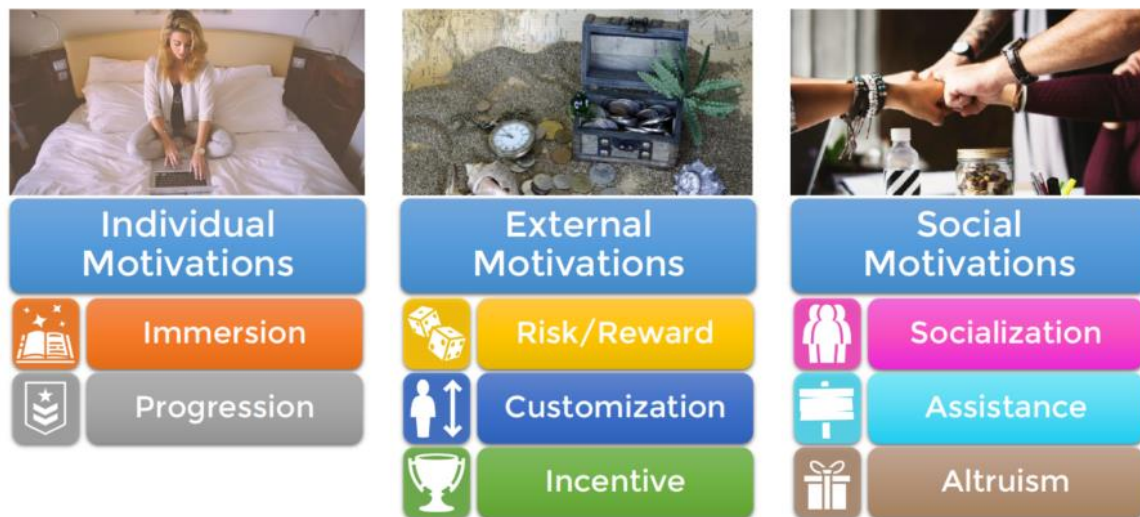 Individual
Motivations
Immersion
Progression
External
Motivations
Risk/Reward
Customization
Incentive
Social
Motivations
Socialization
Assistance
Altruism